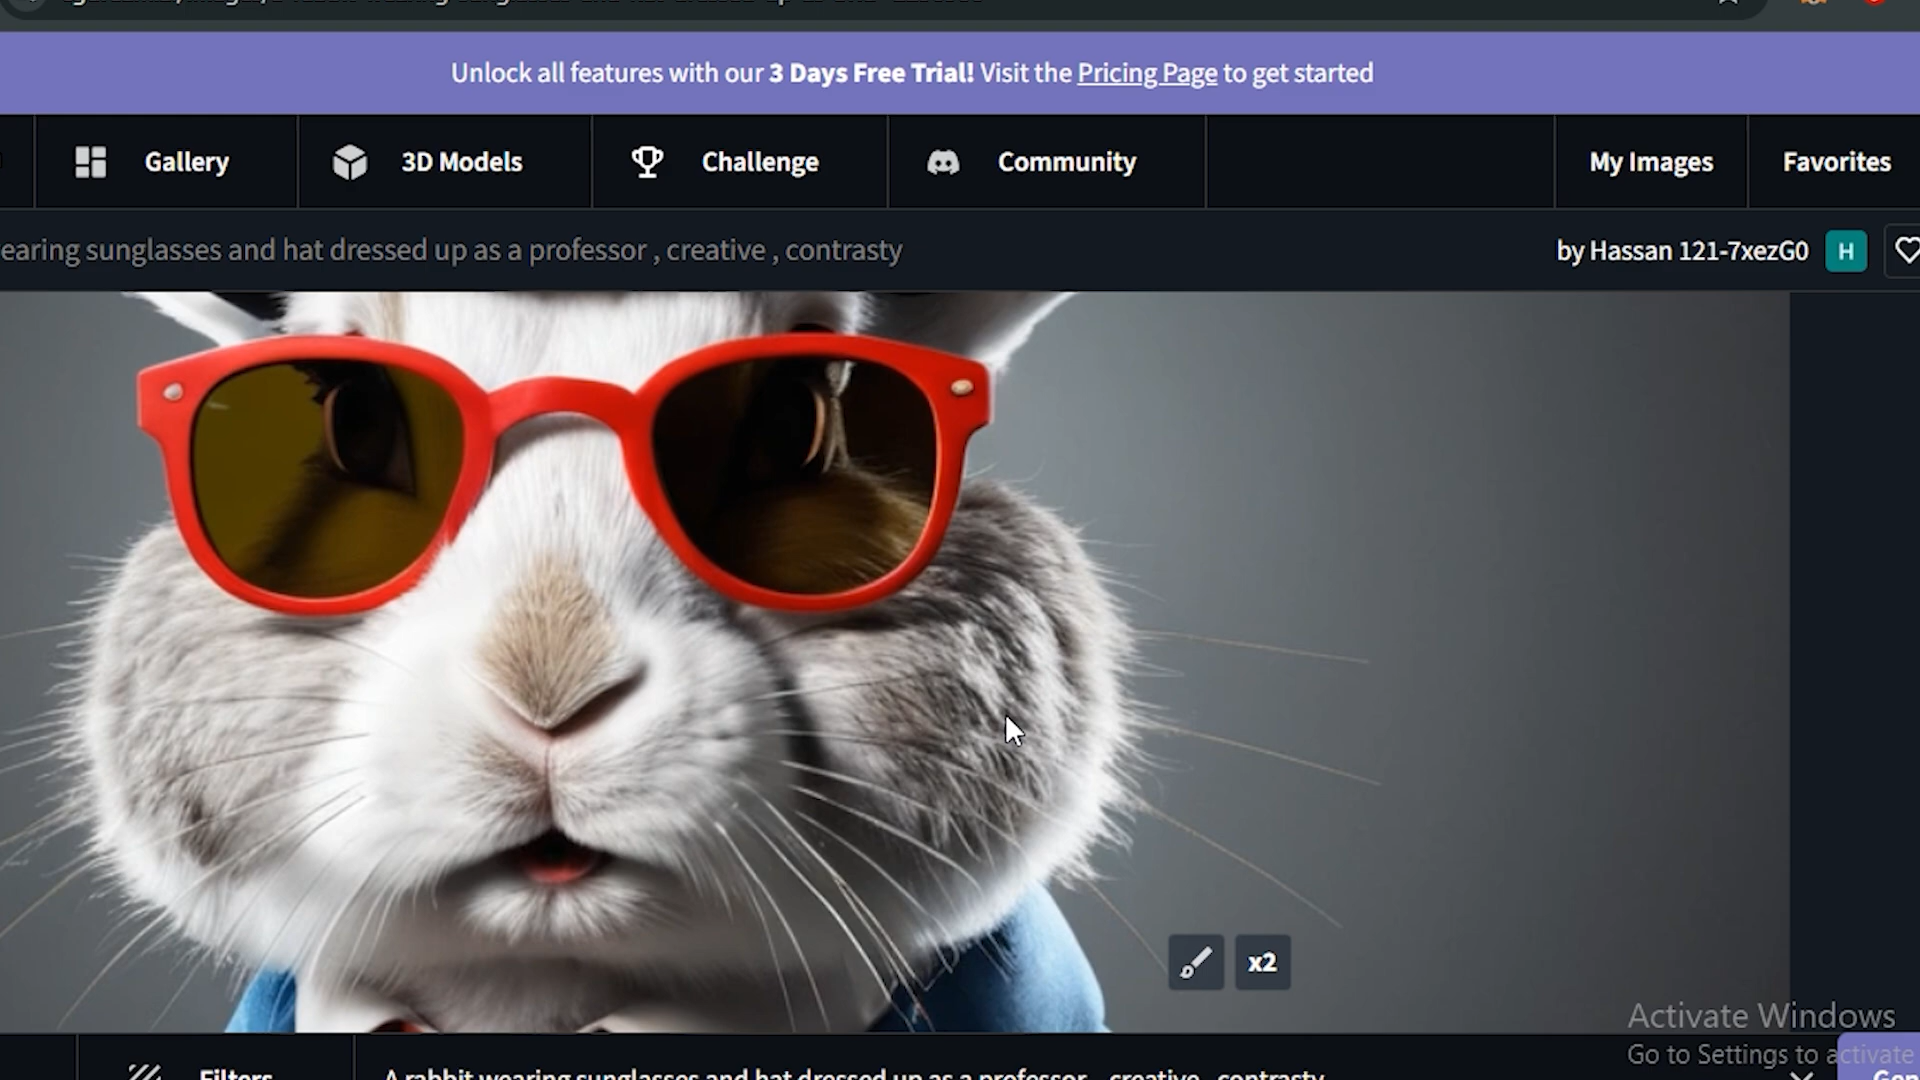 Unlock all features with our 3 Days Free Trial! Visit the Pricing Page to get started
Gallery
3D Models
Challenge
Community
My Images
Favorites
earing sunglasses and hat dressed up as a professor , creative , contrasty
by Hassan 121-7xezG0
H
x2
Activate Windows
Go to Settings to activate
Filters
A rabbit wearing sunglasses and hat dressed up as a professor , creative , contrasty
Gen